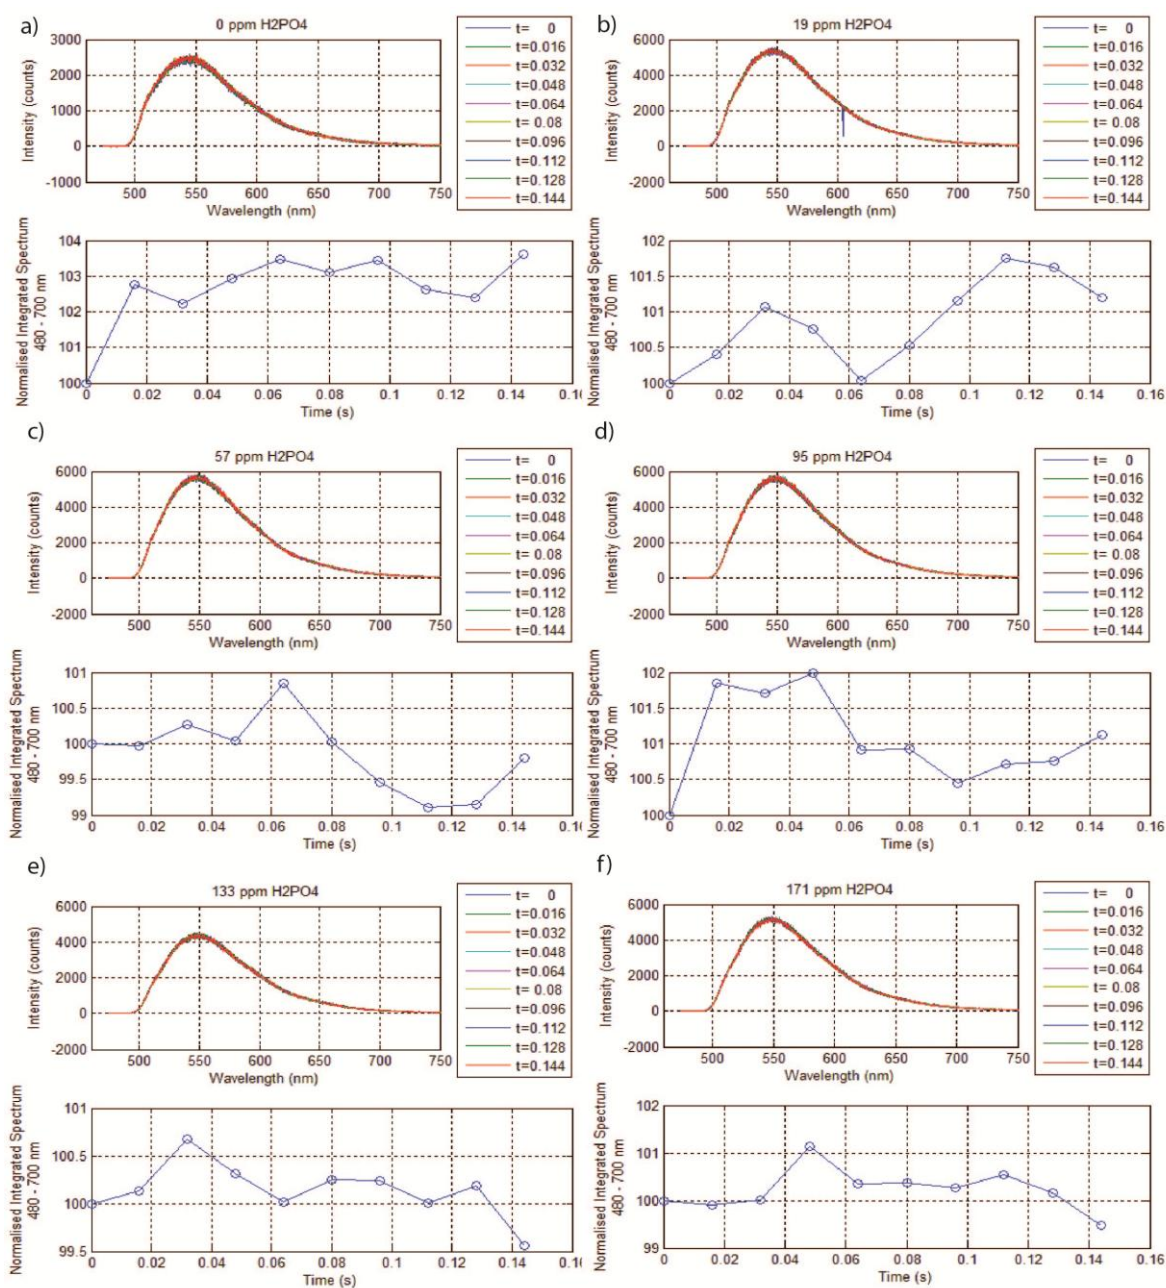 a)
0 ppm H2PO4
Intensity (counts)
3000
2000
1000
0
-1000
500 550 600 650 700 750
Wavelength (nm)
t= 0
t=0.016
t=0.032
t=0.048
t=0.064
t= 0.08
t=0.096
t=0.112
t=0.128
t=0.144
Normalised Integrated Spectrum
480 - 700 nm
104
103
102
101
100
0 0.02 0.04 0.06 0.08 0.1 0.12 0.14 0.16
Time (s)
b)
19 ppm H2PO4
Intensity (counts)
6000
4000
2000
0
-2000
500 550 600 650 700 750
Wavelength (nm)
t= 0
t=0.016
t=0.032
t=0.048
t=0.064
t= 0.08
t=0.096
t=0.112
t=0.128
t=0.144
Normalised Integrated Spectrum
480 - 700 nm
102
101.5
101
100.5
100
0 0.02 0.04 0.06 0.08 0.1 0.12 0.14 0.16
Time (s)
c)
57 ppm H2PO4
Intensity (counts)
6000
4000
2000
0
-2000
500 550 600 650 700 750
Wavelength (nm)
t= 0
t=0.016
t=0.032
t=0.048
t=0.064
t= 0.08
t=0.096
t=0.112
t=0.128
t=0.144
Normalised Integrated Spectrum
480 - 700 nm
101
100.5
100
99.5
99
0 0.02 0.04 0.06 0.08 0.1 0.12 0.14
Time (s)
d)
95 ppm H2PO4
Intensity (counts)
6000
4000
2000
0
-2000
500 550 600 650 700 750
Wavelength (nm)
t= 0
t=0.016
t=0.032
t=0.048
t=0.064
t= 0.08
t=0.096
t=0.112
t=0.128
t=0.144
Normalised Integrated Spectrum
480 - 700 nm
102
101.5
101
100.5
100
0 0.02 0.04 0.06 0.08 0.1 0.12 0.14 0.16
Time (s)
e)
133 ppm H2PO4
Intensity (counts)
6000
4000
2000
0
-2000
500 550 600 650 700 750
Wavelength (nm)
t= 0
t=0.016
t=0.032
t=0.048
t=0.064
t= 0.08
t=0.096
t=0.112
t=0.128
t=0.144
Normalised Integrated Spectrum
480 - 700 nm
101
100.5
100
99.5
0 0.02 0.04 0.06 0.08 0.1 0.12 0.14
Time (s)
f)
171 ppm H2PO4
Intensity (counts)
6000
4000
2000
0
-2000
500 550 600 650 700 750
Wavelength (nm)
t= 0
t=0.016
t=0.032
t=0.048
t=0.064
t= 0.08
t=0.096
t=0.112
t=0.128
t=0.144
Normalised Integrated Spectrum
480 - 700 nm
102
101
100
99
0 0.02 0.04 0.06 0.08 0.1 0.12 0.14 0.16
Time (s)